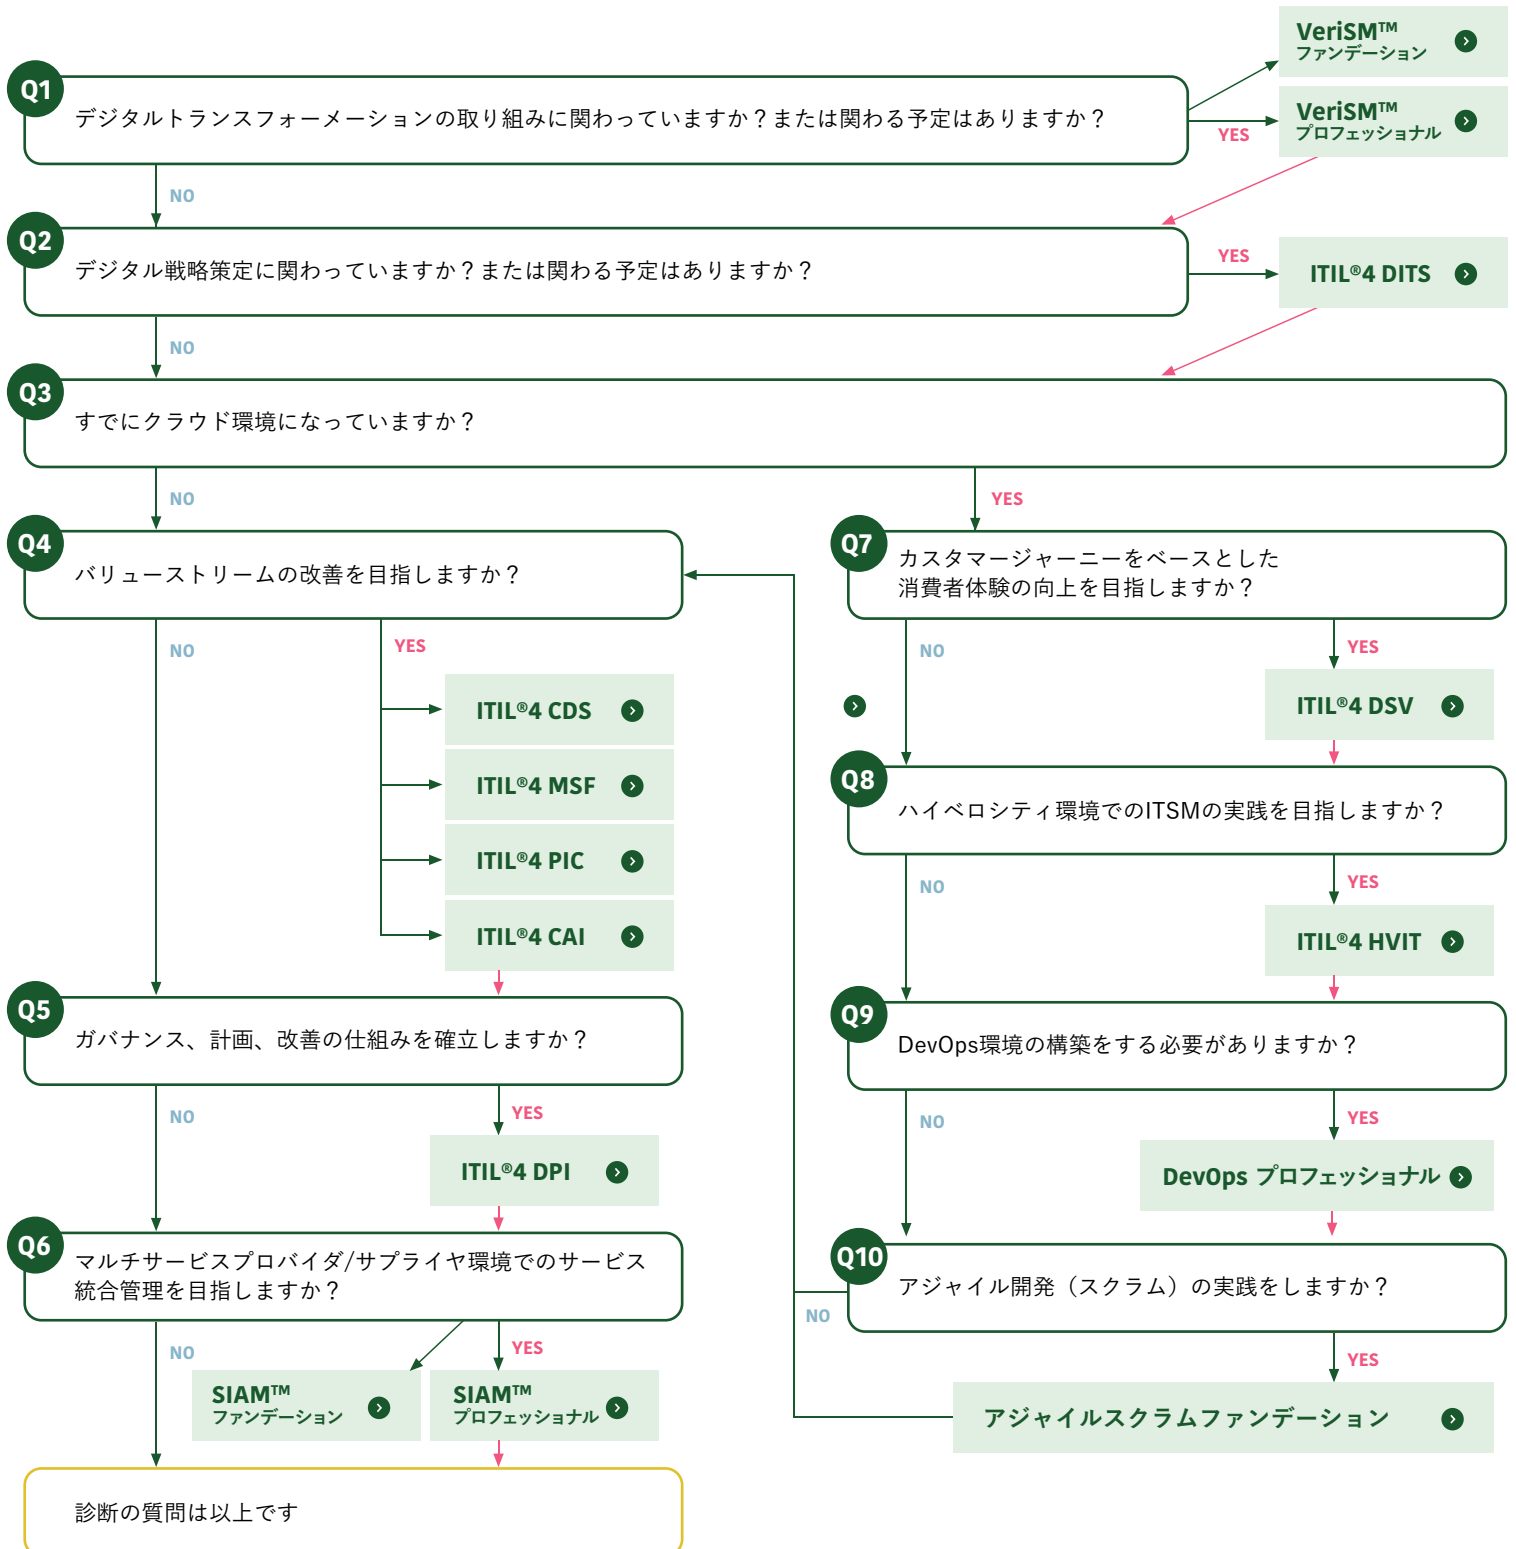 VeriSM™
ファンデーション
Q1
デジタルトランスフォーメーションの取り組みに関わっていますか？または関わる予定はありますか？
YES
VeriSM™
プロフェッショナル
NO
Q2
デジタル戦略策定に関わっていますか？または関わる予定はありますか？
YES
ITIL®4 DITS
NO
Q3
すでにクラウド環境になっていますか？
NO
YES
Q4
バリューストリームの改善を目指しますか？
NO
YES
ITIL®4 CDS
ITIL®4 MSF
ITIL®4 PIC
ITIL®4 CAI
Q5
ガバナンス、計画、改善の仕組みを確立しますか？
NO
YES
ITIL®4 DPI
Q6
マルチサービスプロバイダ/サプライヤ環境でのサービス
統合管理を目指しますか？
NO
YES
SIAM™
ファンデーション
SIAM™
プロフェッショナル
診断の質問は以上です
Q7
カスタマージャーニーをベースとした
消費者体験の向上を目指しますか？
NO
YES
ITIL®4 DSV
Q8
ハイベロシティ環境でのITSMの実践を目指しますか？
NO
YES
ITIL®4 HVIT
Q9
DevOps環境の構築をする必要がありますか？
NO
YES
DevOps プロフェッショナル
Q10
アジャイル開発（スクラム）の実践をしますか？
NO
YES
アジャイルスクラムファンデーション